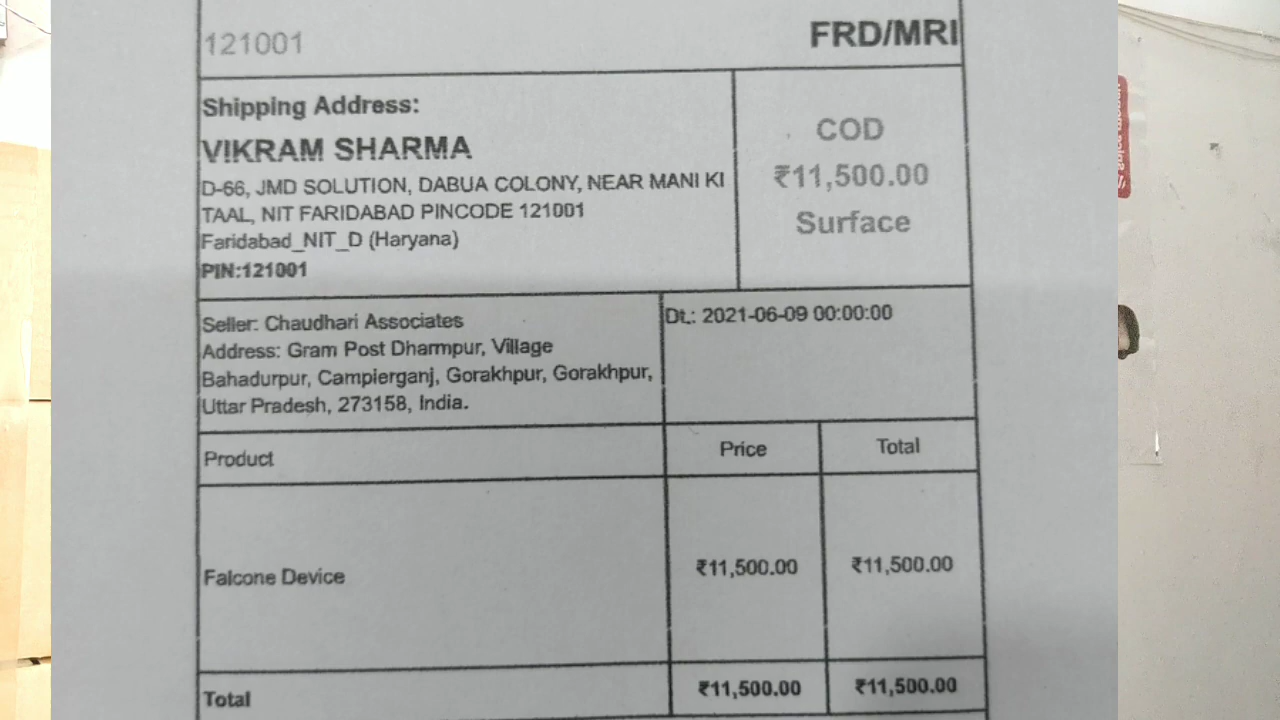 121001
FRD/MRI
Shipping Address:
VIKRAM SHARMA
D-66, JMD SOLUTION, DABUA COLONY, NEAR MANI KI
TAAL, NIT FARIDABAD PINCODE 121001
Faridabad_NIT_D (Haryana)
PIN:121001
COD
₹11,500.00
Surface
Seller: Chaudhari Associates
Address: Gram Post Dharmpur, Village
Bahadurpur, Campierganj, Gorakhpur, Gorakhpur,
Uttar Pradesh, 273158, India.
Dt.: 2021-06-09 00:00:00
Product Price Total
Falcone Device ₹11,500.00 ₹11,500.00
Total ₹11,500.00 ₹11,500.00